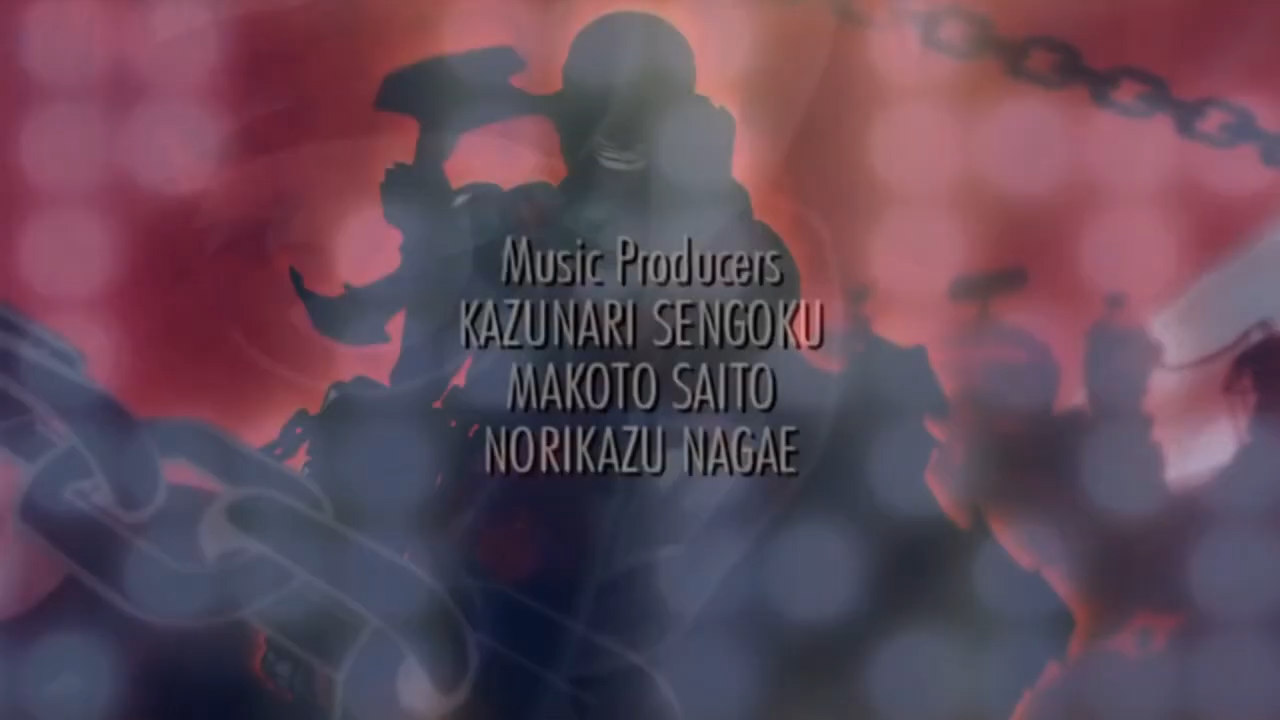 Music Producers
KAZUNARI SENGOKU
MAKOTO SAITO
NORIKAZU NAGAE